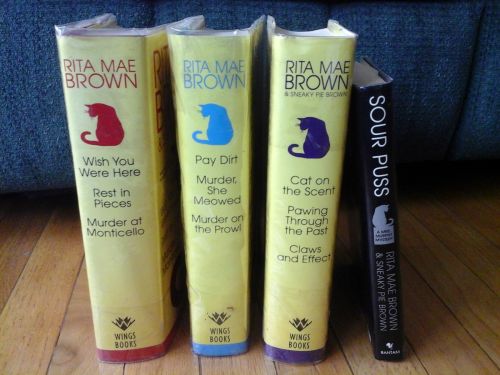 RITA MAE
BROWN
Wish You
Were Here
Rest in
Pieces
Murder at
Monticello
WINGS
BOOKS
RITA MAE
BROWN
Pay Dirt
Murder,
She
Meowed
Murder on
the Prowl
WINGS
BOOKS
RITA MAE
BROWN
& SNEAKY PIE BROWN
Cat on
the Scent
Pawing
Through
the Past
Claws
and Effect
WINGS
BOOKS
SOUR PUSS
A MRS.
MURPHY
MYSTERY
RITA MAE BROWN
& SNEAKY PIE BROWN
BANTAM